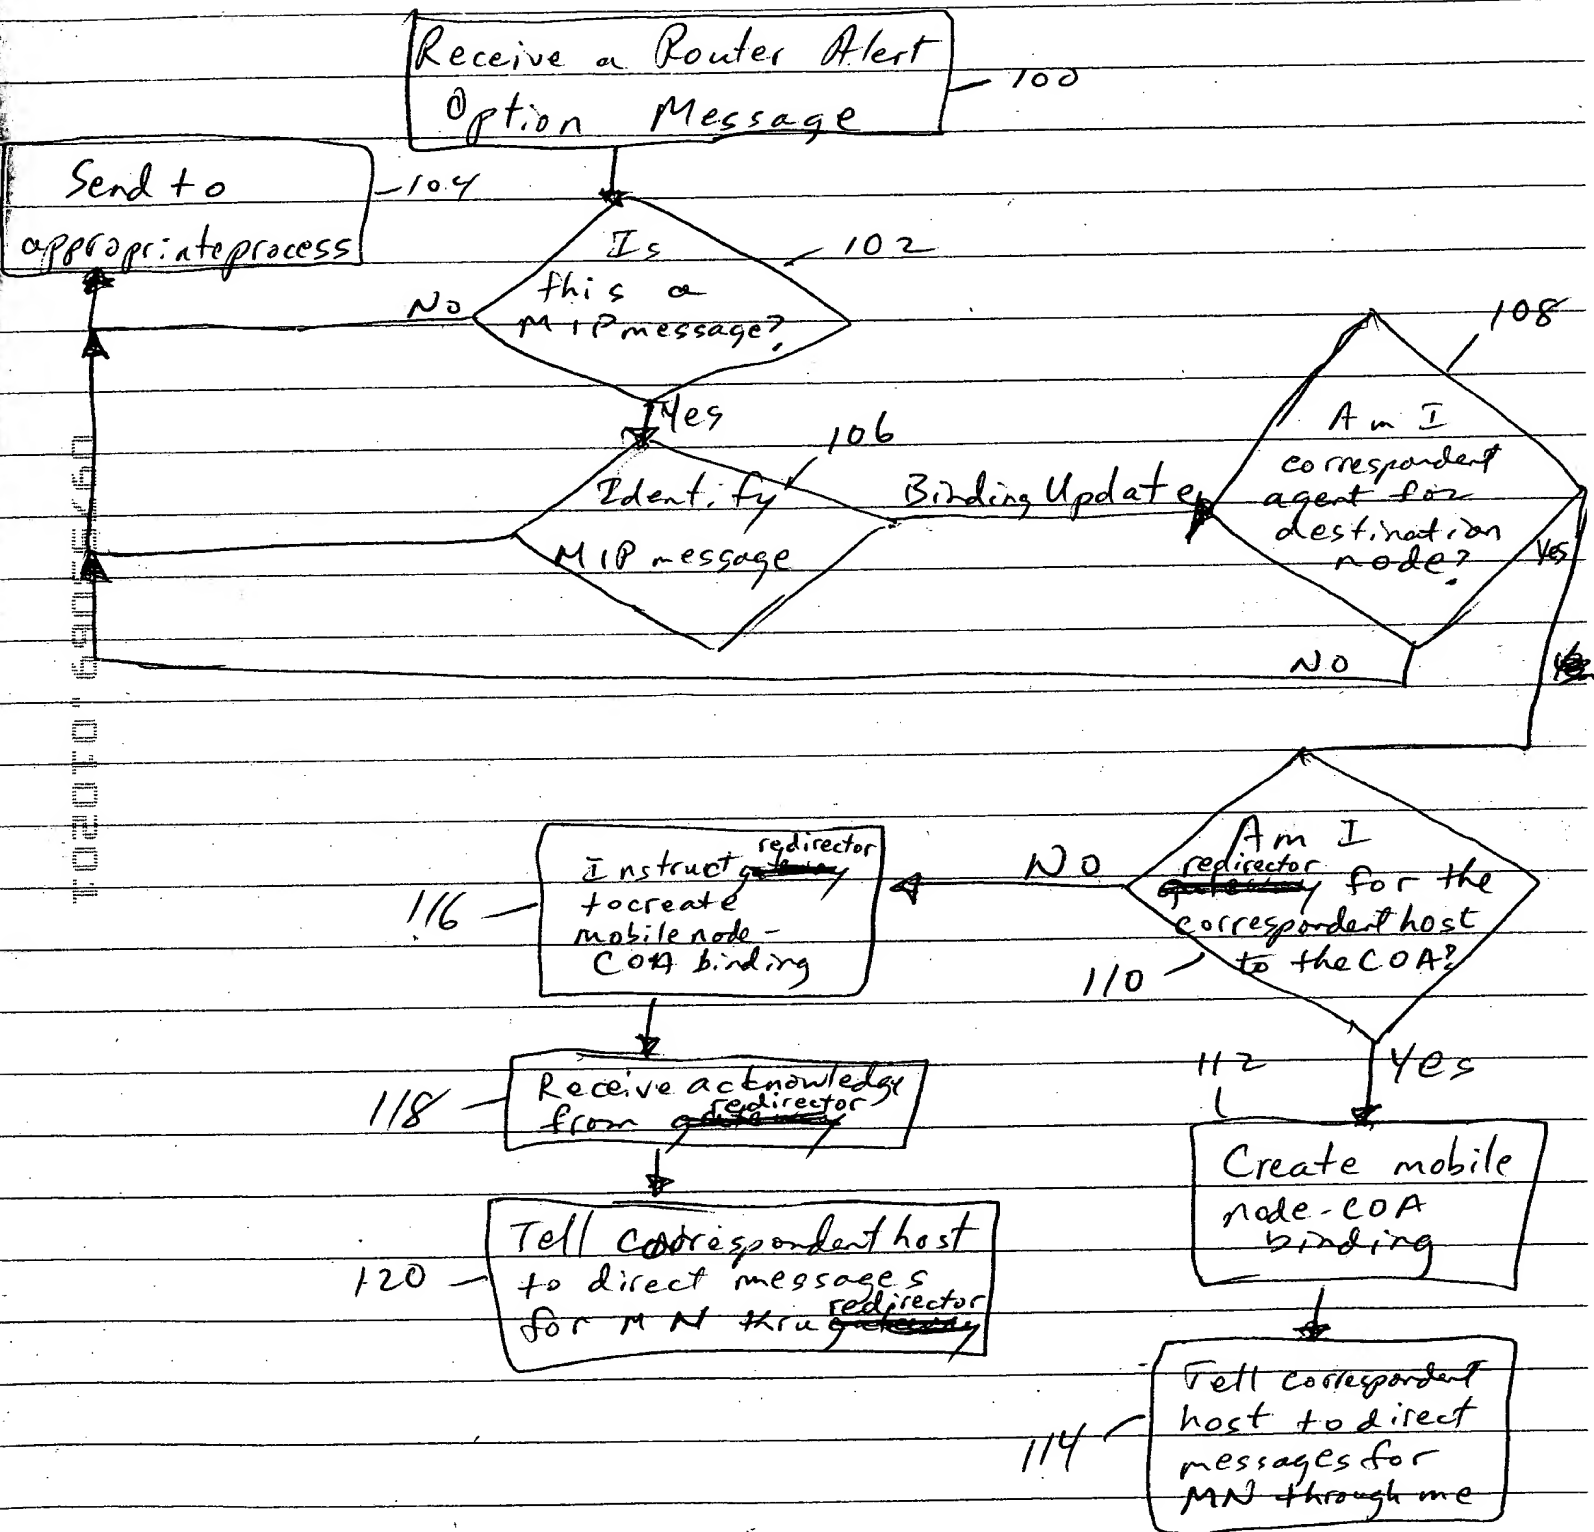 Receive a Router Alert
Option Message
100
Send to
appropriate process
104
Is
this a
MIP message?
102
No
Yes
Identify
MIP message
106
Binding Update
Am I
correspondent
agent for
destination
node?
108
Yes
No
Am I
redirector
for the
correspondent host
to the COA?
110
No
Yes
Instruct redirector
to create
mobile node -
COA binding
116
Receive acknowledge
from redirector
118
Tell correspondent host
to direct messages
for MN thru redirector
120
112
Create mobile
node - COA
binding
Tell correspondent
host to direct
messages for
MN through me
114